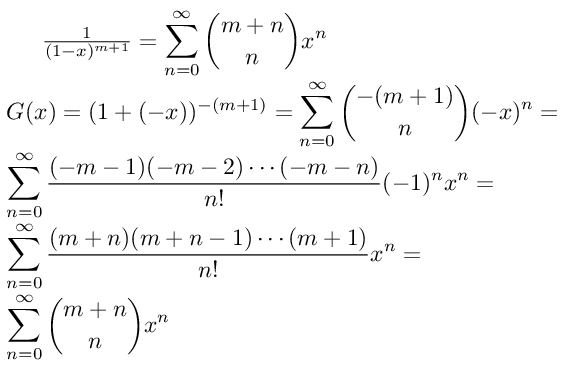 $\frac{1}{(1-x)^{m+1}} = \sum_{n=0}^{\infty} \binom{m+n}{n} x^n$
$G(x) = (1 + (-x))^{-(m+1)} = \sum_{n=0}^{\infty} \binom{-(m+1)}{n} (-x)^n =$
$\sum_{n=0}^{\infty} \frac{(-m-1)(-m-2)\cdots(-m-n)}{n!} (-1)^n x^n =$
$\sum_{n=0}^{\infty} \frac{(m+n)(m+n-1)\cdots(m+1)}{n!} x^n =$
$\sum_{n=0}^{\infty} \binom{m+n}{n} x^n$